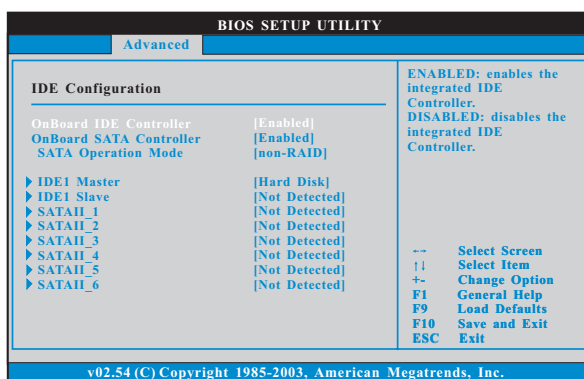 BIOS SETUP UTILITY
Advanced
IDE Configuration
OnBoard IDE Controller [Enabled]
OnBoard SATA Controller [Enabled]
SATA Operation Mode [non-RAID]
IDE1 Master [Hard Disk]
IDE1 Slave [Not Detected]
SATAII_1 [Not Detected]
SATAII_2 [Not Detected]
SATAII_3 [Not Detected]
SATAII_4 [Not Detected]
SATAII_5 [Not Detected]
SATAII_6 [Not Detected]
ENABLED: enables the
integrated IDE
Controller.
DISABLED: disables the
integrated IDE
Controller.
←→ Select Screen
↑↓ Select Item
+- Change Option
F1 General Help
F9 Load Defaults
F10 Save and Exit
ESC Exit
v02.54 (C) Copyright 1985-2003, American Megatrends, Inc.